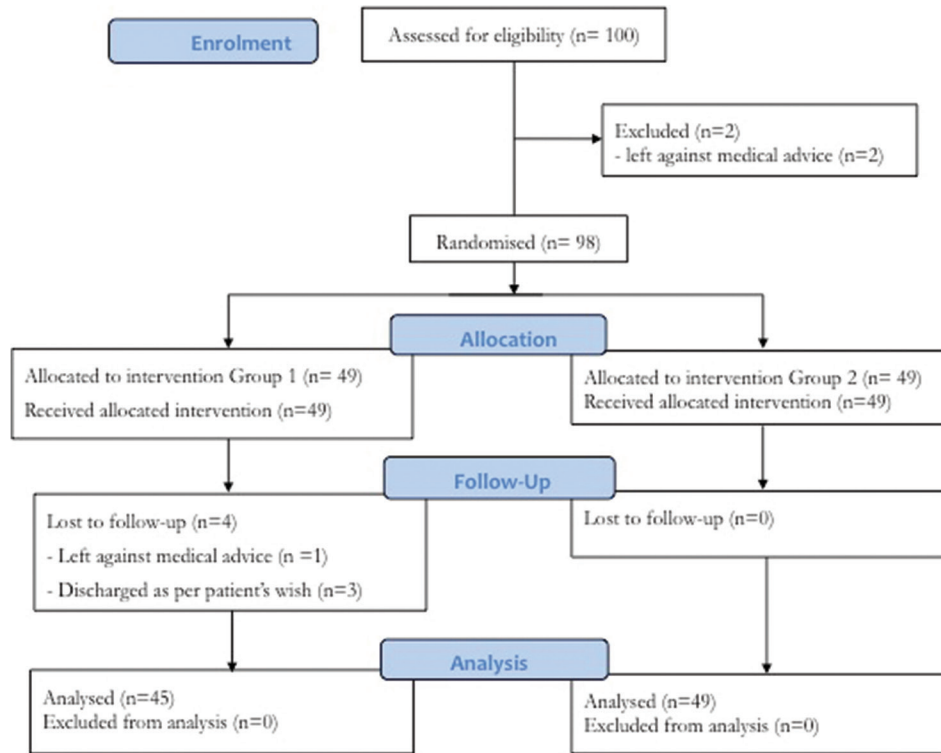 Enrolment
Assessed for eligibility (n= 100)
Excluded (n=2)
- left against medical advice (n=2)
Randomised (n= 98)
Allocation
Allocated to intervention Group 1 (n= 49)
Received allocated intervention (n=49)
Allocated to intervention Group 2 (n= 49)
Received allocated intervention (n=49)
Follow-Up
Lost to follow-up (n=4)
- Left against medical advice (n =1)
- Discharged as per patient's wish (n=3)
Lost to follow-up (n=0)
Analysis
Analysed (n=45)
Excluded from analysis (n=0)
Analysed (n=49)
Excluded from analysis (n=0)